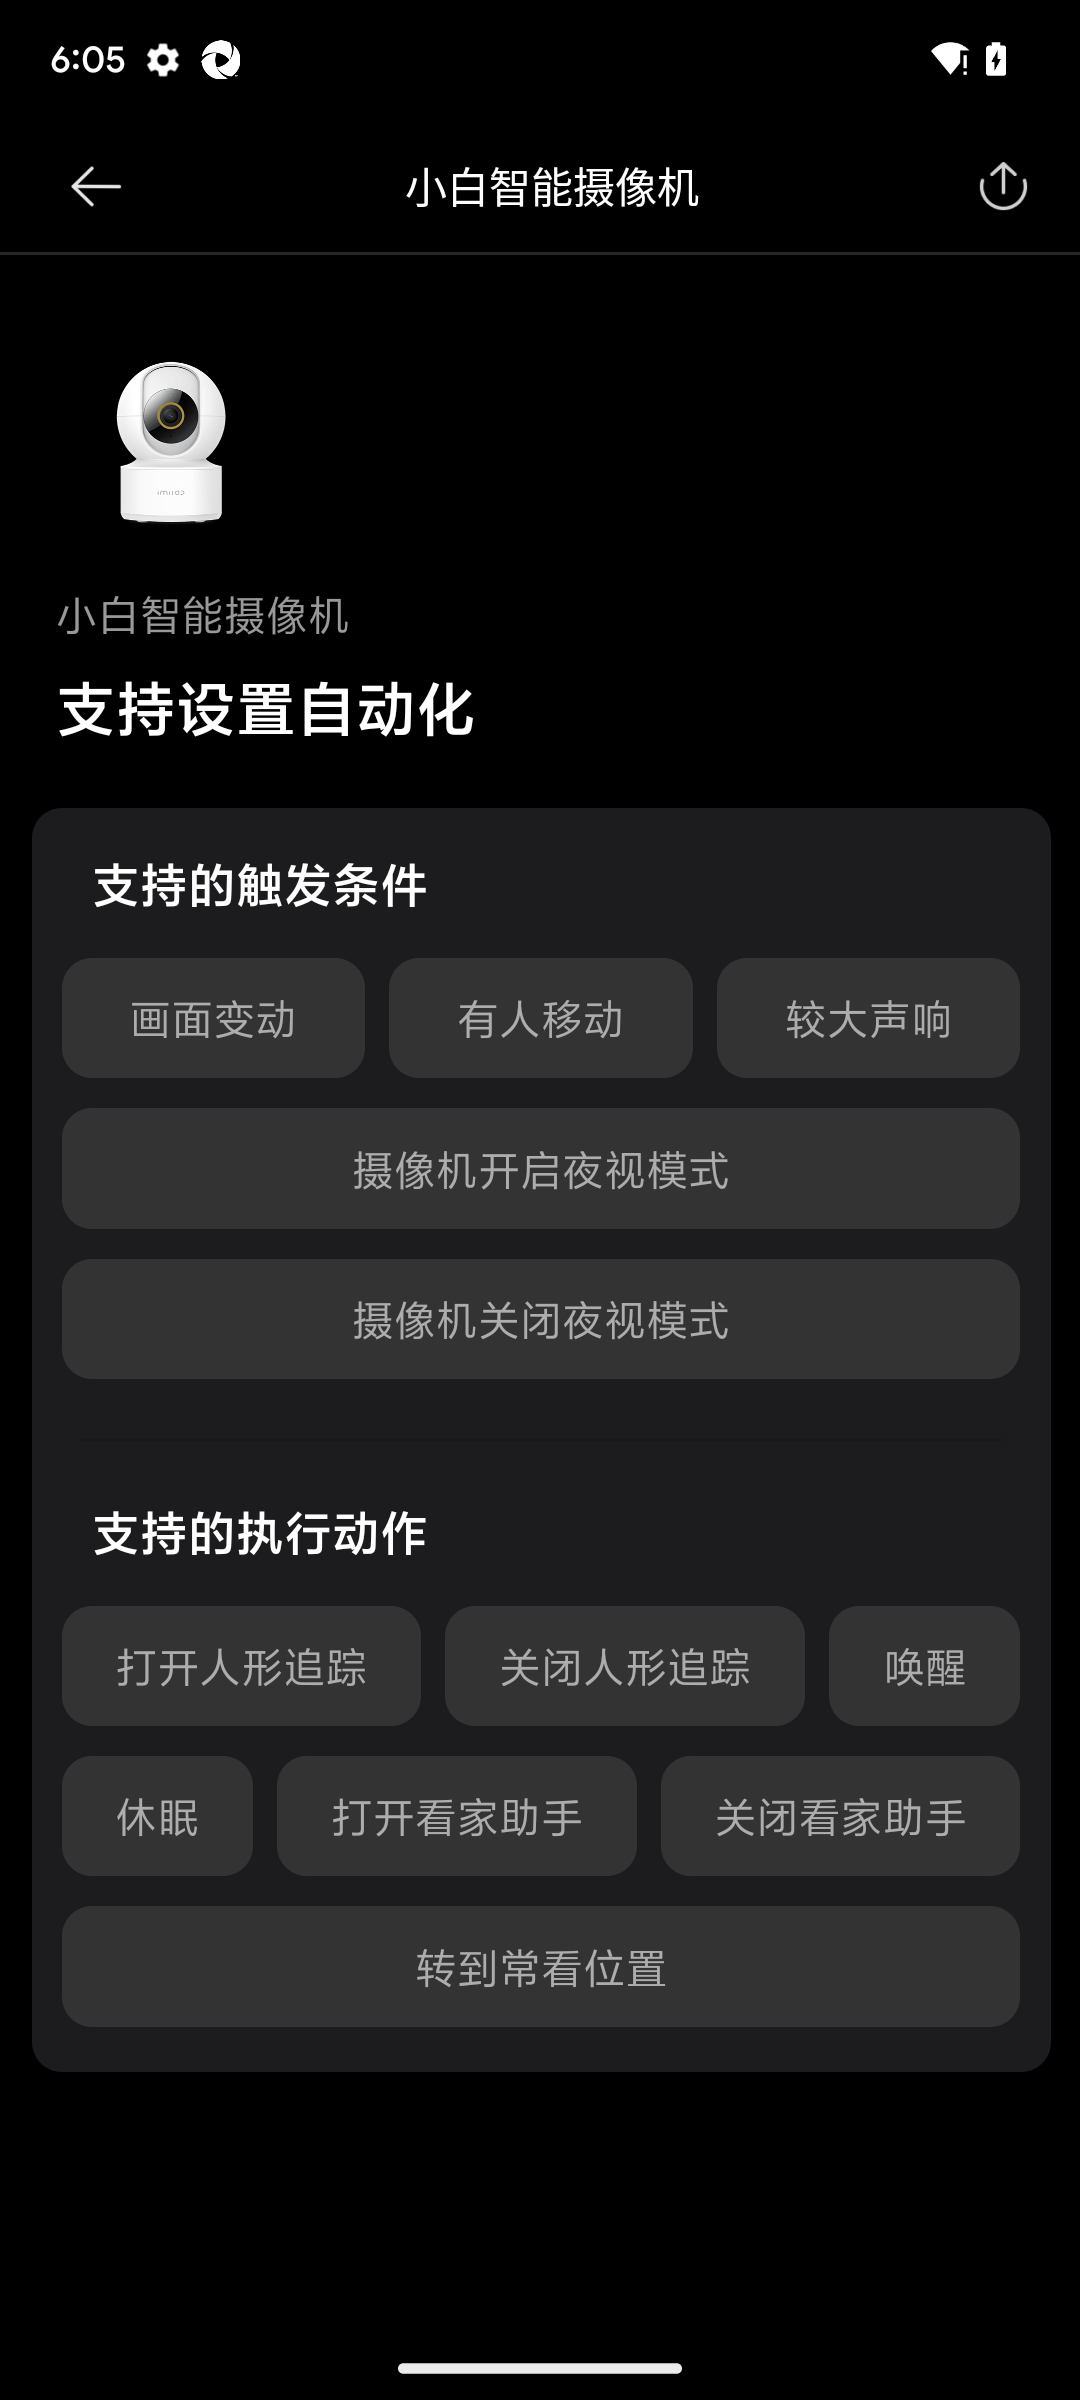 6:05
小白智能摄像机
imilab
小白智能摄像机
支持设置自动化
支持的触发条件
画面变动 有人移动 较大声响
摄像机开启夜视模式
摄像机关闭夜视模式
支持的执行动作
打开人形追踪 关闭人形追踪 唤醒
休眠 打开看家助手 关闭看家助手
转到常看位置